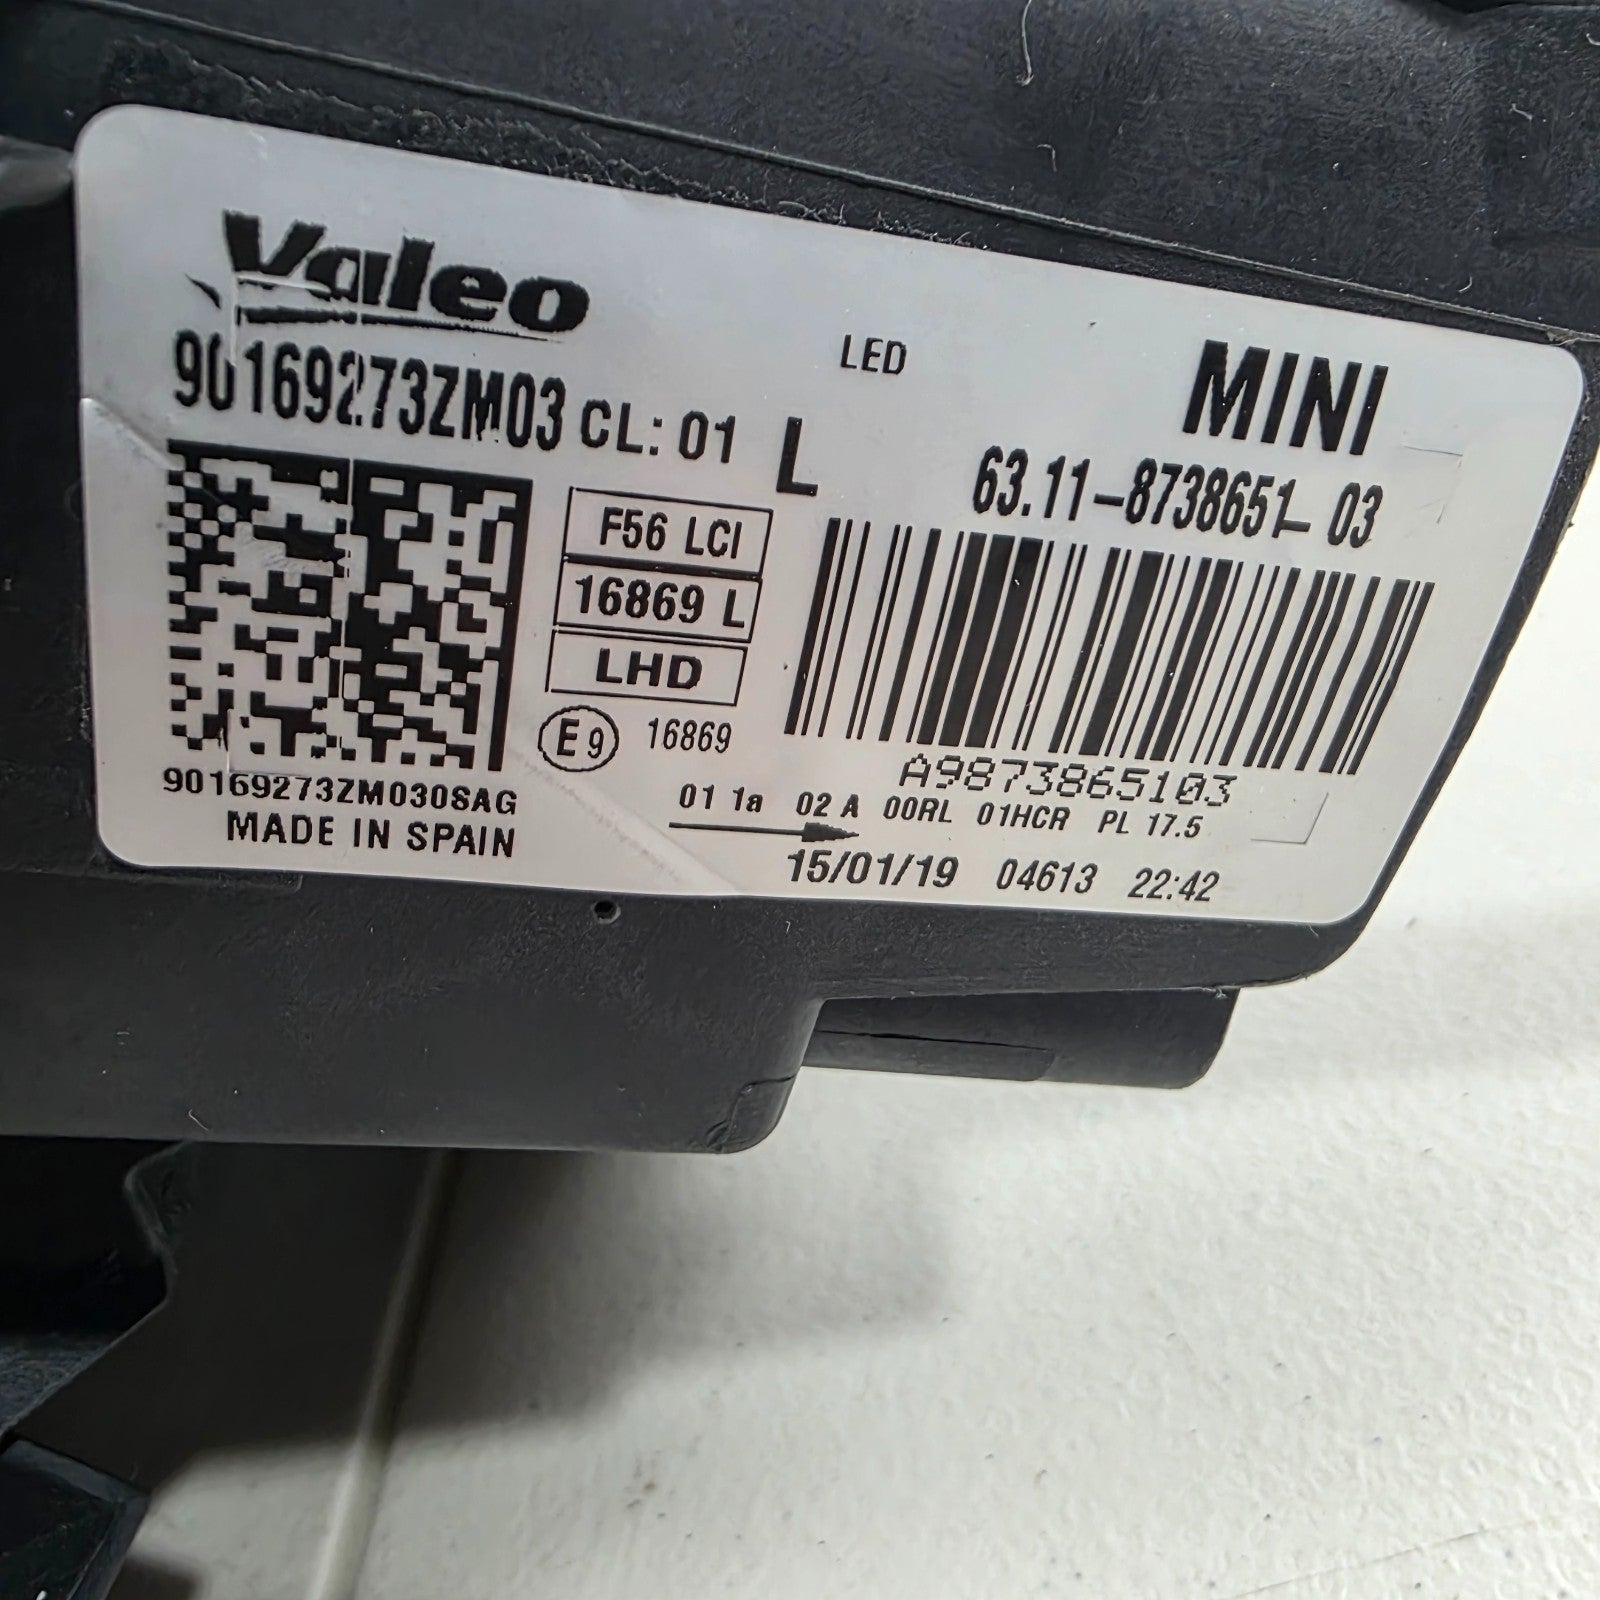 Valeo
LED
MINI
90169273ZM03 CL: 01 L
63.11-8738651-03
F56 LCI
16869 L
LHD
E9 16869
A9873865103
90169273ZM0308AG
01 1a 02 A 00RL 01HCR PL 17.5
MADE IN SPAIN
15/01/19 04613 22:42